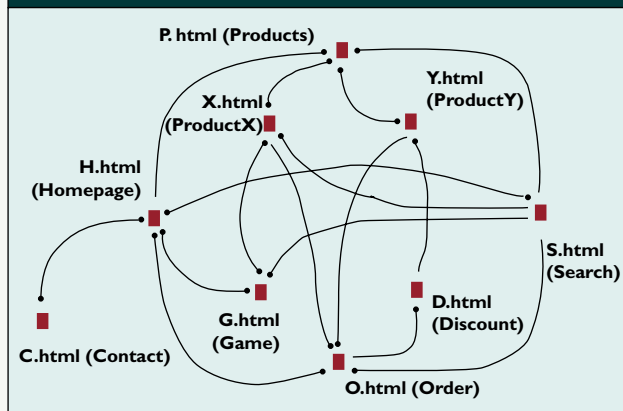 P. html (Products)
Y.html
(ProductY)
X.html
(ProductX)
H.html
(Homepage)
S.html
(Search)
G.html
(Game)
D.html
(Discount)
C.html (Contact)
O.html (Order)